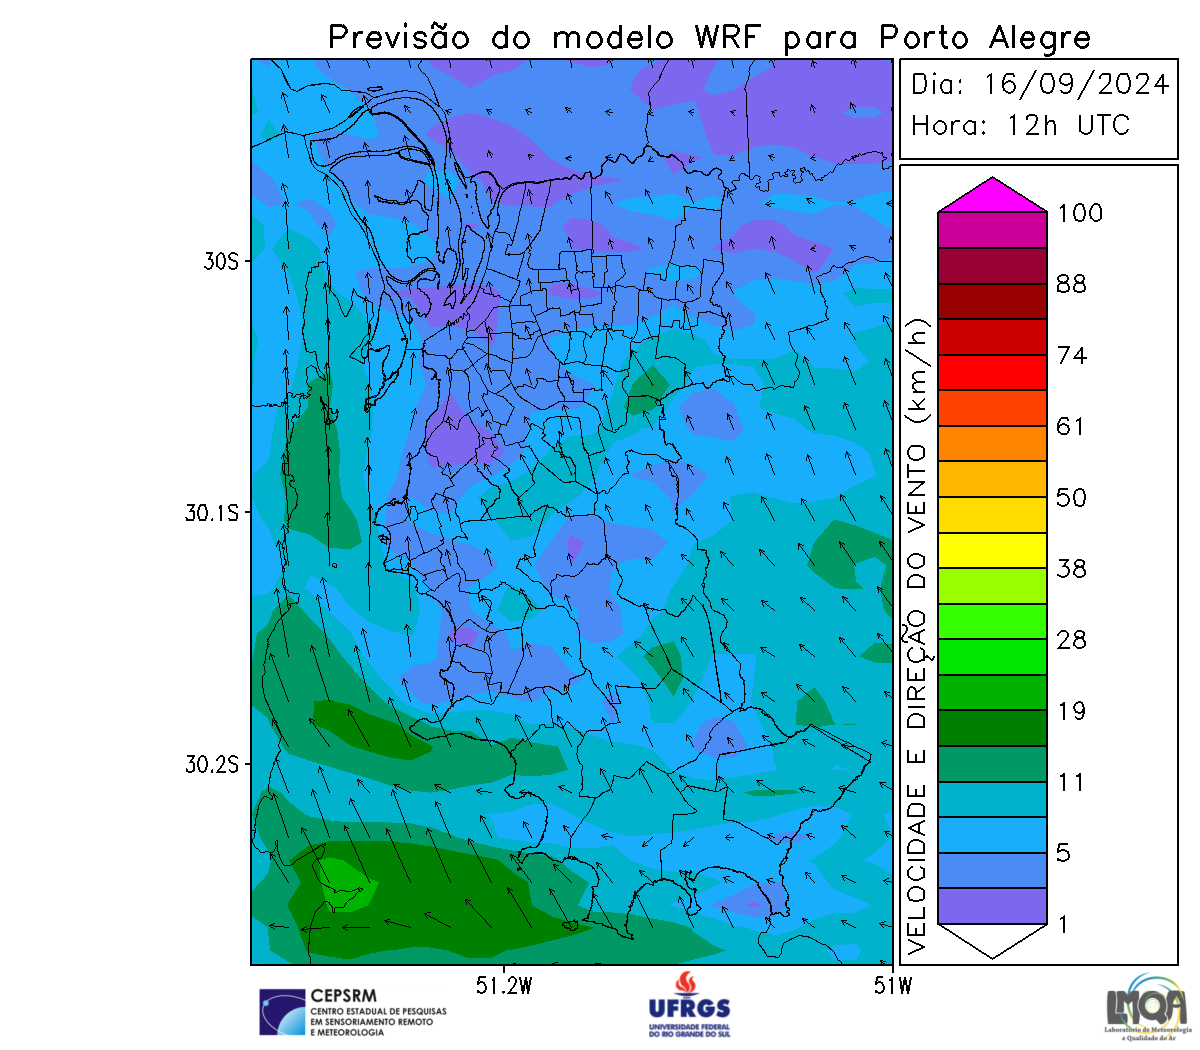 Previsão do modelo WRF para Porto Alegre
Dia: 16/09/2024
Hora: 12h UTC
30S
30.1S
30.2S
51.2W
51W
VELOCIDADE E DIREÇÃO DO VENTO (km/h)
100
88
74
61
50
38
28
19
11
5
1
CEPSRM
CENTRO ESTADUAL DE PESQUISAS
EM SENSORIAMENTO REMOTO
E METEOROLOGIA
UFRGS
UNIVERSIDADE FEDERAL
DO RIO GRANDE DO SUL
LMQA
Laboratório de Meteorologia
e Qualidade do Ar